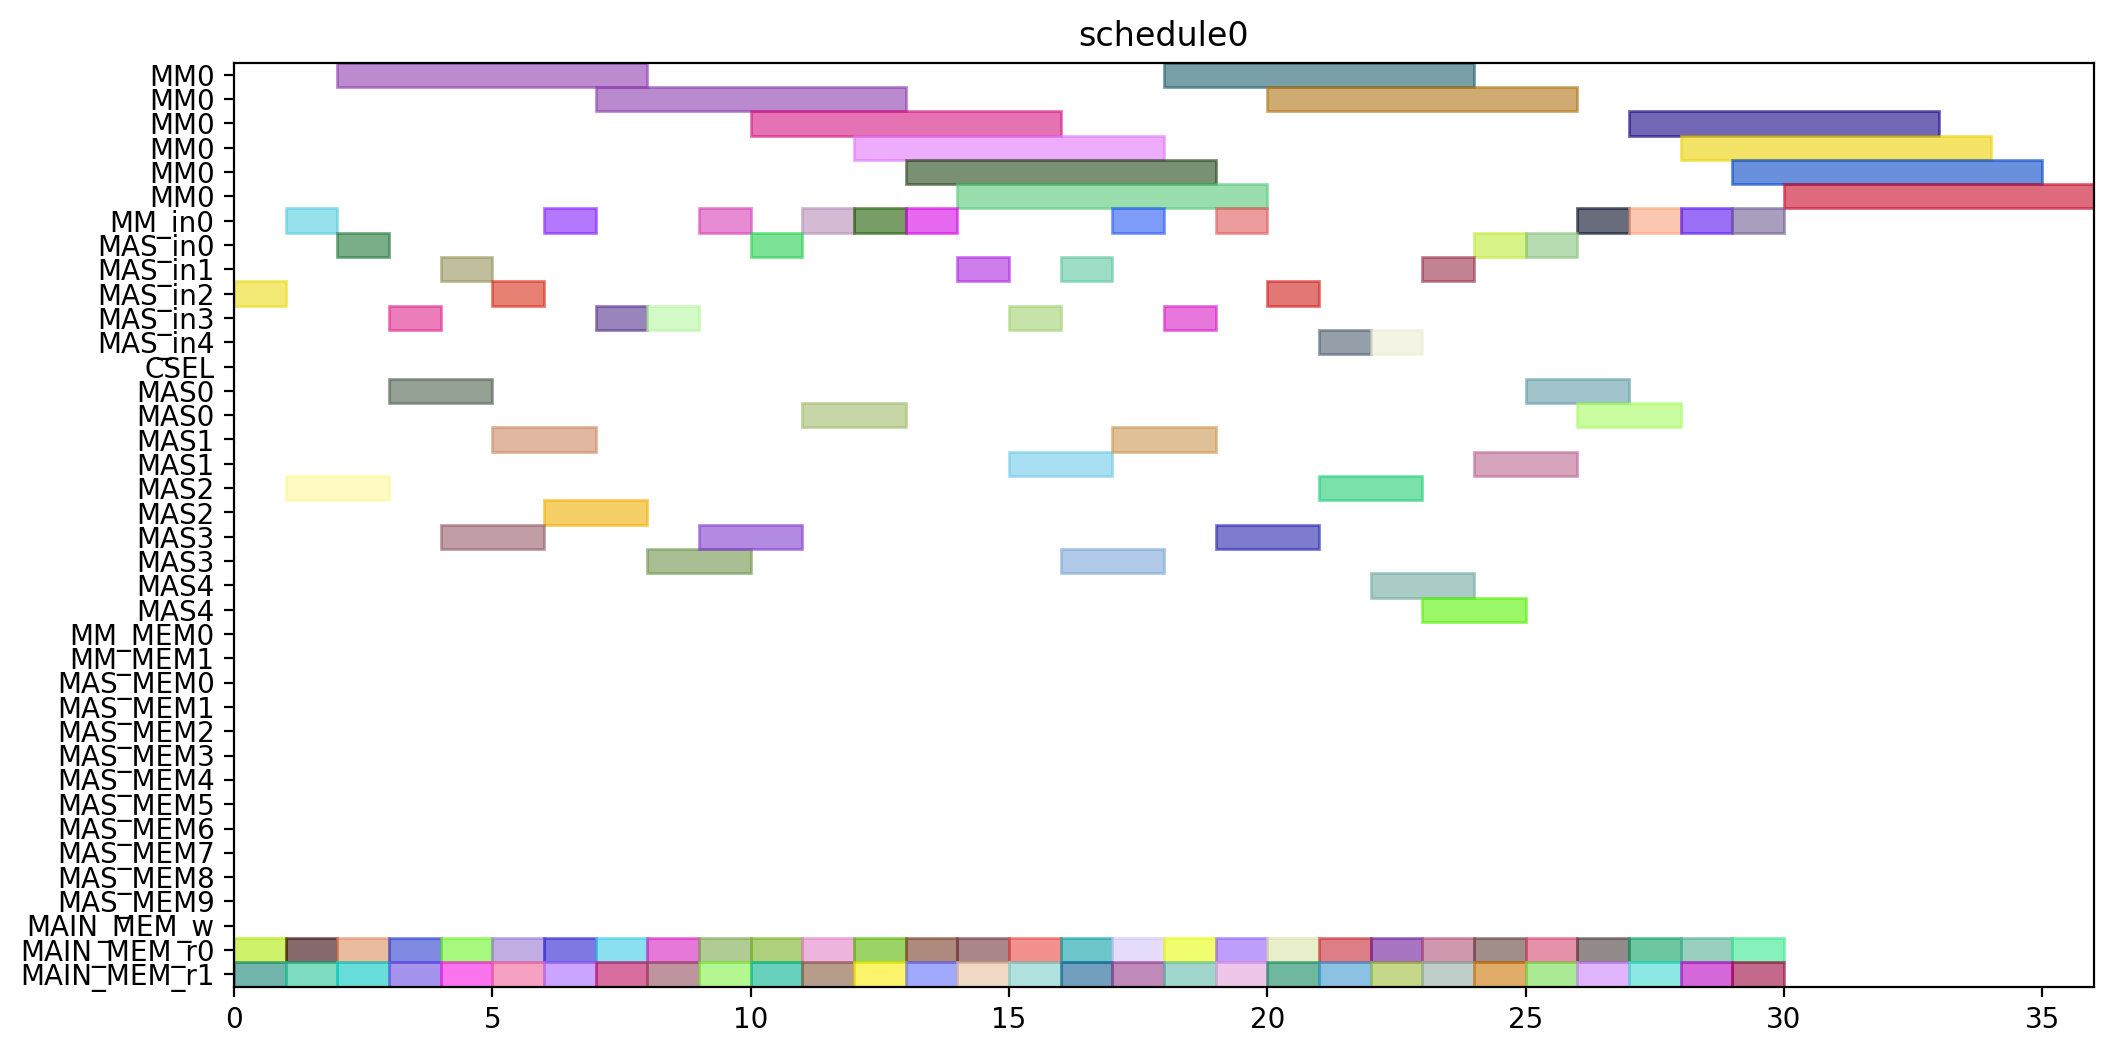 schedule0
MM0
MM0
MM0
MM0
MM0
MM0
MM_in0
MAS_in0
MAS_in1
MAS_in2
MAS_in3
MAS_in4
CSEL
MAS0
MAS0
MAS1
MAS1
MAS2
MAS2
MAS3
MAS3
MAS4
MAS4
MM_MEM0
MM_MEM1
MAS_MEM0
MAS_MEM1
MAS_MEM2
MAS_MEM3
MAS_MEM4
MAS_MEM5
MAS_MEM6
MAS_MEM7
MAS_MEM8
MAS_MEM9
MAIN_MEM_w
MAIN_MEM_r0
MAIN_MEM_r1
0 5 10 15 20 25 30 35